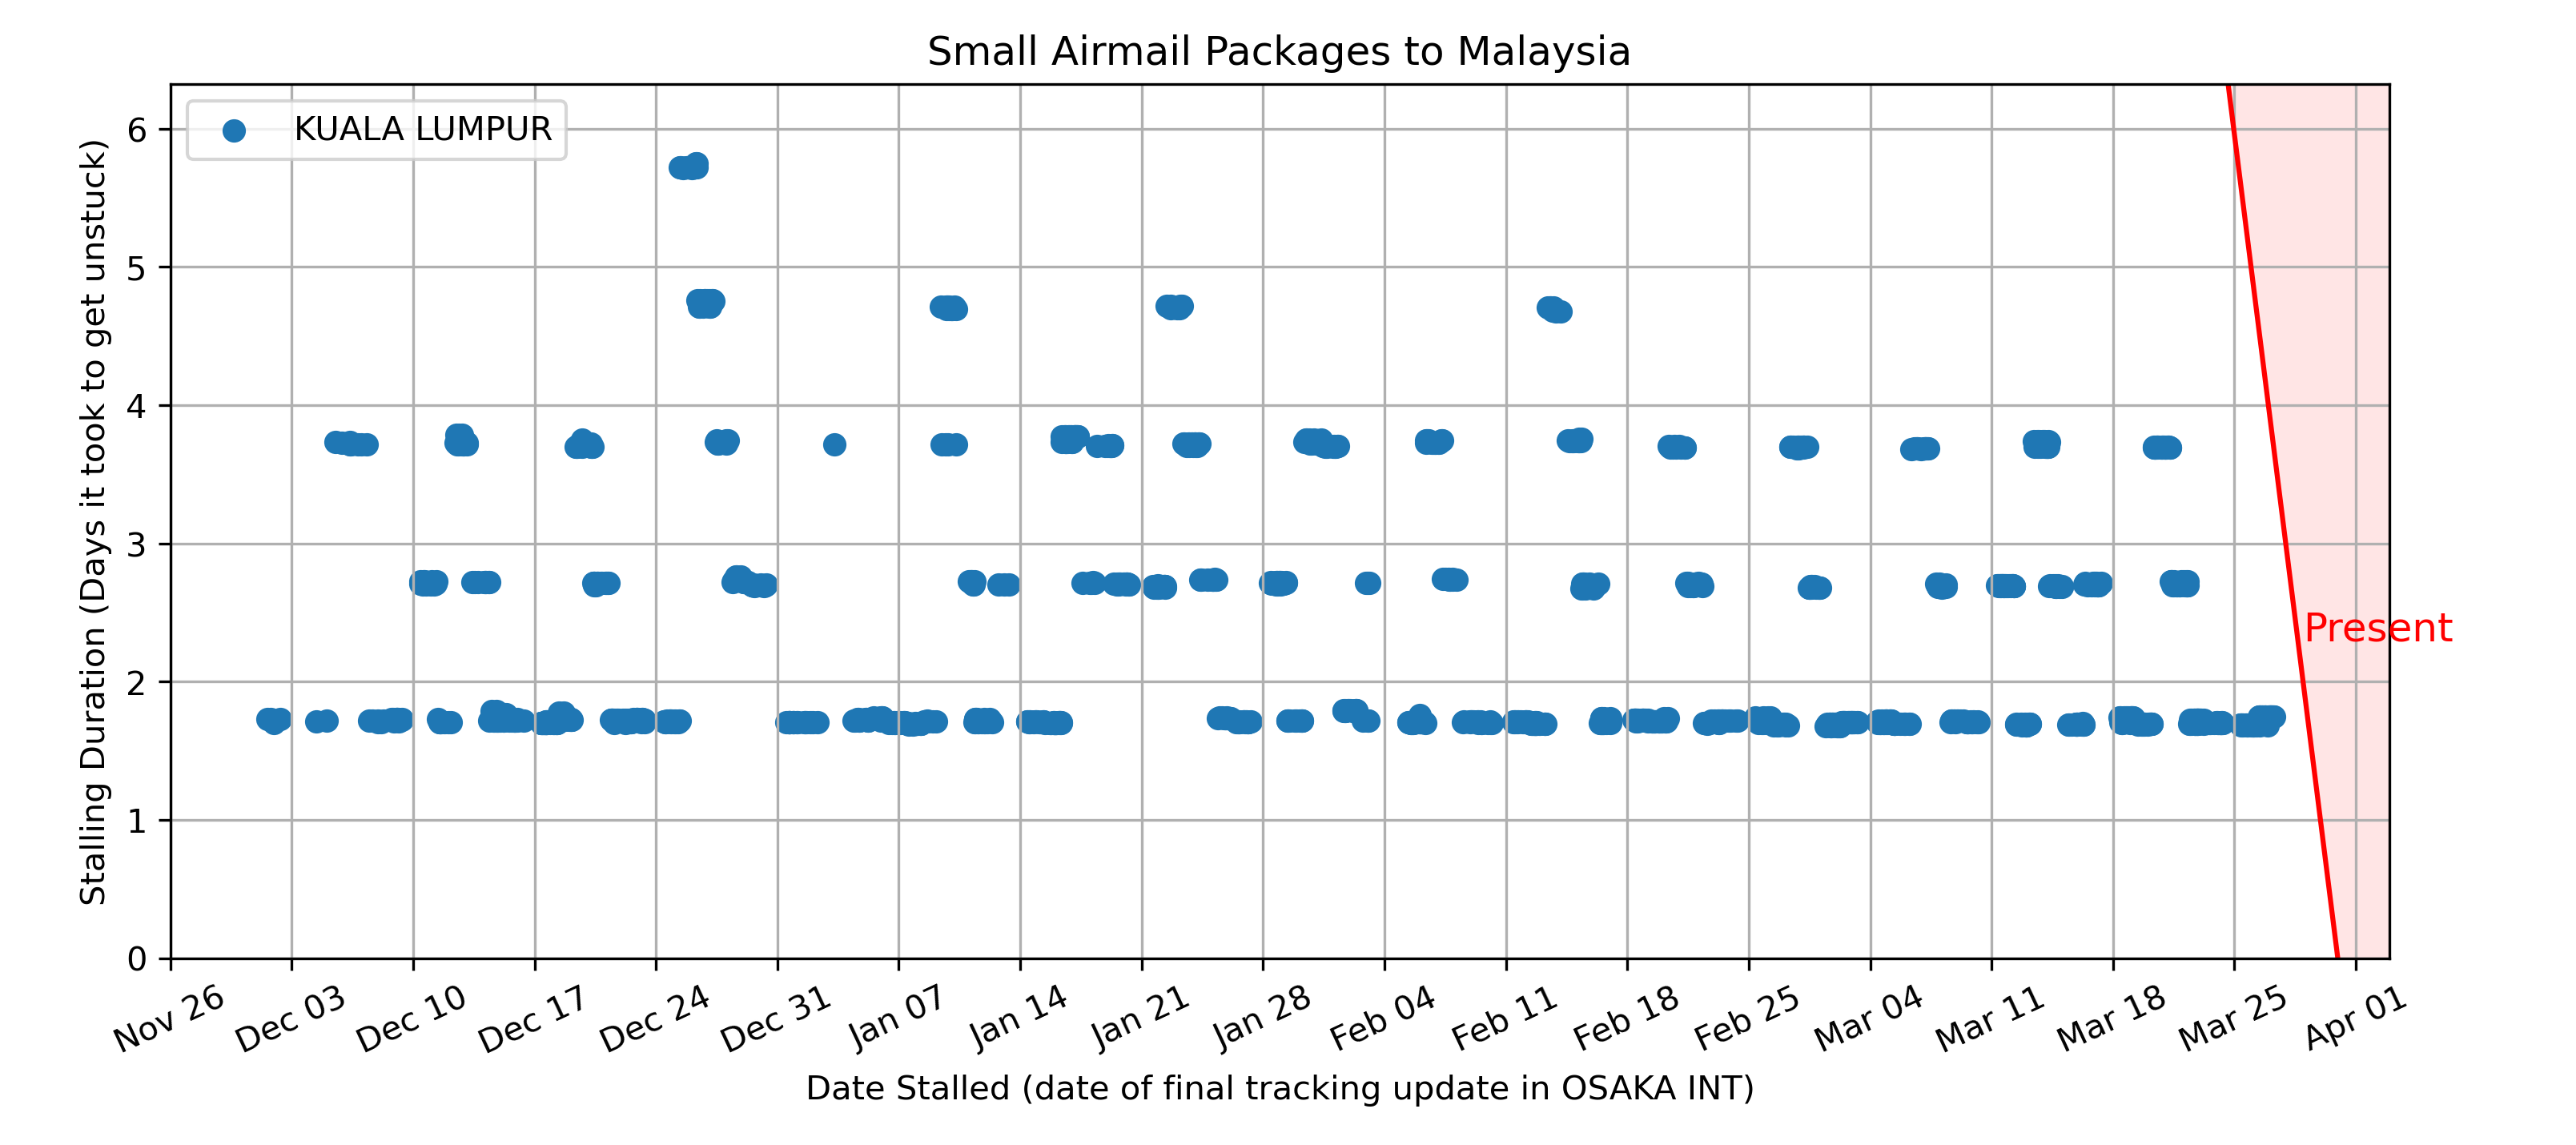 Small Airmail Packages to Malaysia
KUALA LUMPUR
Stalling Duration (Days it took to get unstuck)
6
5
4
3
2
1
0
Present
Nov 26
Dec 03
Dec 10
Dec 17
Dec 24
Dec 31
Jan 07
Jan 14
Jan 21
Jan 28
Feb 04
Feb 11
Feb 18
Feb 25
Mar 04
Mar 11
Mar 18
Mar 25
Apr 01
Date Stalled (date of final tracking update in OSAKA INT)